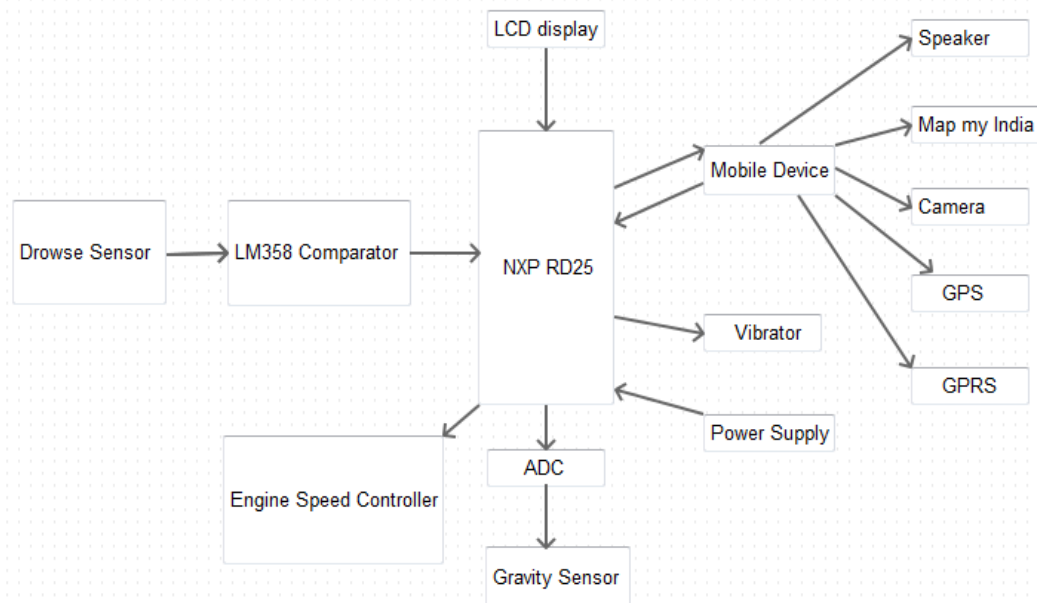 LCD display
Speaker
Map my India
Mobile Device
Camera
Drowse Sensor
LM358 Comparator
NXP RD25
GPS
Vibrator
GPRS
Power Supply
ADC
Engine Speed Controller
Gravity Sensor